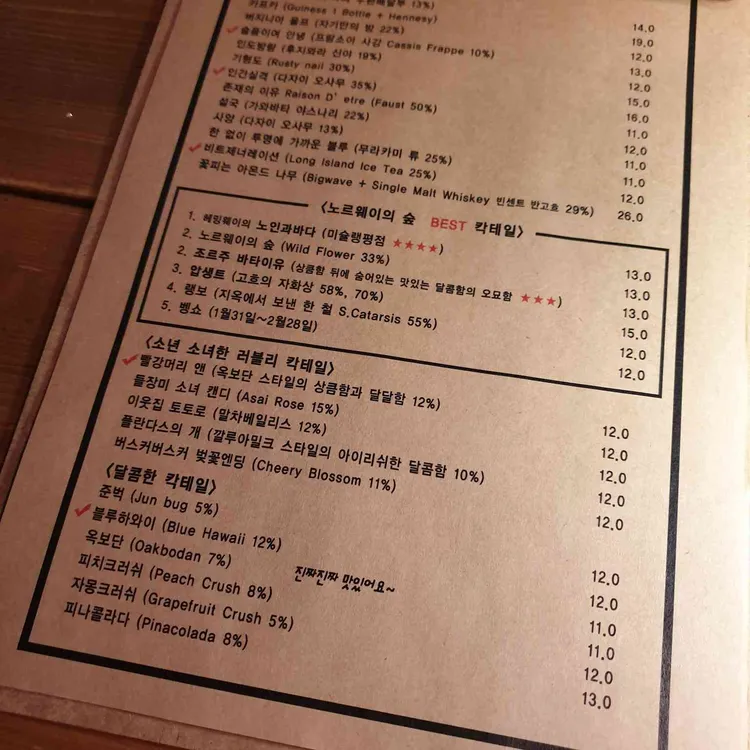 두번째달무 13%)
카프카 (Guiness 1 Bottle + Hennesy)
버지니아 울프 (자기만의 방 22%) 14.0
슬픔이여 안녕 (프랑소아 사강 Cassis Frappe 10%) 19.0
인도방랑 (후지와라 신야 19%) 12.0
기형도 (Rusty nail 30%) 13.0
인간실격 (다자이 오사무 35%) 12.0
존재의 이유 Raison D' etre (Faust 50%) 15.0
설국 (가와바타 야스나리 22%) 16.0
사양 (다자이 오사무 13%) 11.0
한 없이 투명에 가까운 블루 (무라카미 류 25%) 12.0
비트제너레이션 (Long Island Ice Tea 25%) 11.0
꽃피는 아몬드 나무 (Bigwave + Single Malt Whiskey 빈센트 반고흐 29%) 11.0
12.0
26.0
<노르웨이의 숲 BEST 칵테일>
1. 헤밍웨이의 노인과바다 (미슐랭평점 ★★★★) 13.0
2. 노르웨이의 숲 (Wild Flower 33%) 13.0
2. 조르주 바타이유 (상콤함 뒤에 숨어있는 맛있는 달콤함의 오묘함 ★★★) 13.0
3. 압생트 (고흐의 자화상 58%, 70%) 15.0
4. 랭보 (지옥에서 보낸 한 철 S.Catarsis 55%) 12.0
5. 벵쇼 (1월31일~2월28일) 12.0
<소년 소녀한 러블리 칵테일>
빨강머리 앤 (옥보단 스타일의 상큼함과 달달함 12%) 12.0
들장미 소녀 캔디 (Asai Rose 15%) 12.0
이웃집 토토로 (말차베일리스 12%) 12.0
플란다스의 개 (깔루아밀크 스타일의 아이리쉬한 달콤함 10%) 12.0
버스커버스커 벚꽃엔딩 (Cheery Blossom 11%) 12.0
<달콤한 칵테일>
준벅 (Jun bug 5%) 12.0
블루하와이 (Blue Hawaii 12%) 12.0
옥보단 (Oakbodan 7%) 진짜진짜 맛있어요~ 11.0
피치크러쉬 (Peach Crush 8%) 11.0
자몽크러쉬 (Grapefruit Crush 5%) 12.0
피나콜라다 (Pinacolada 8%) 13.0